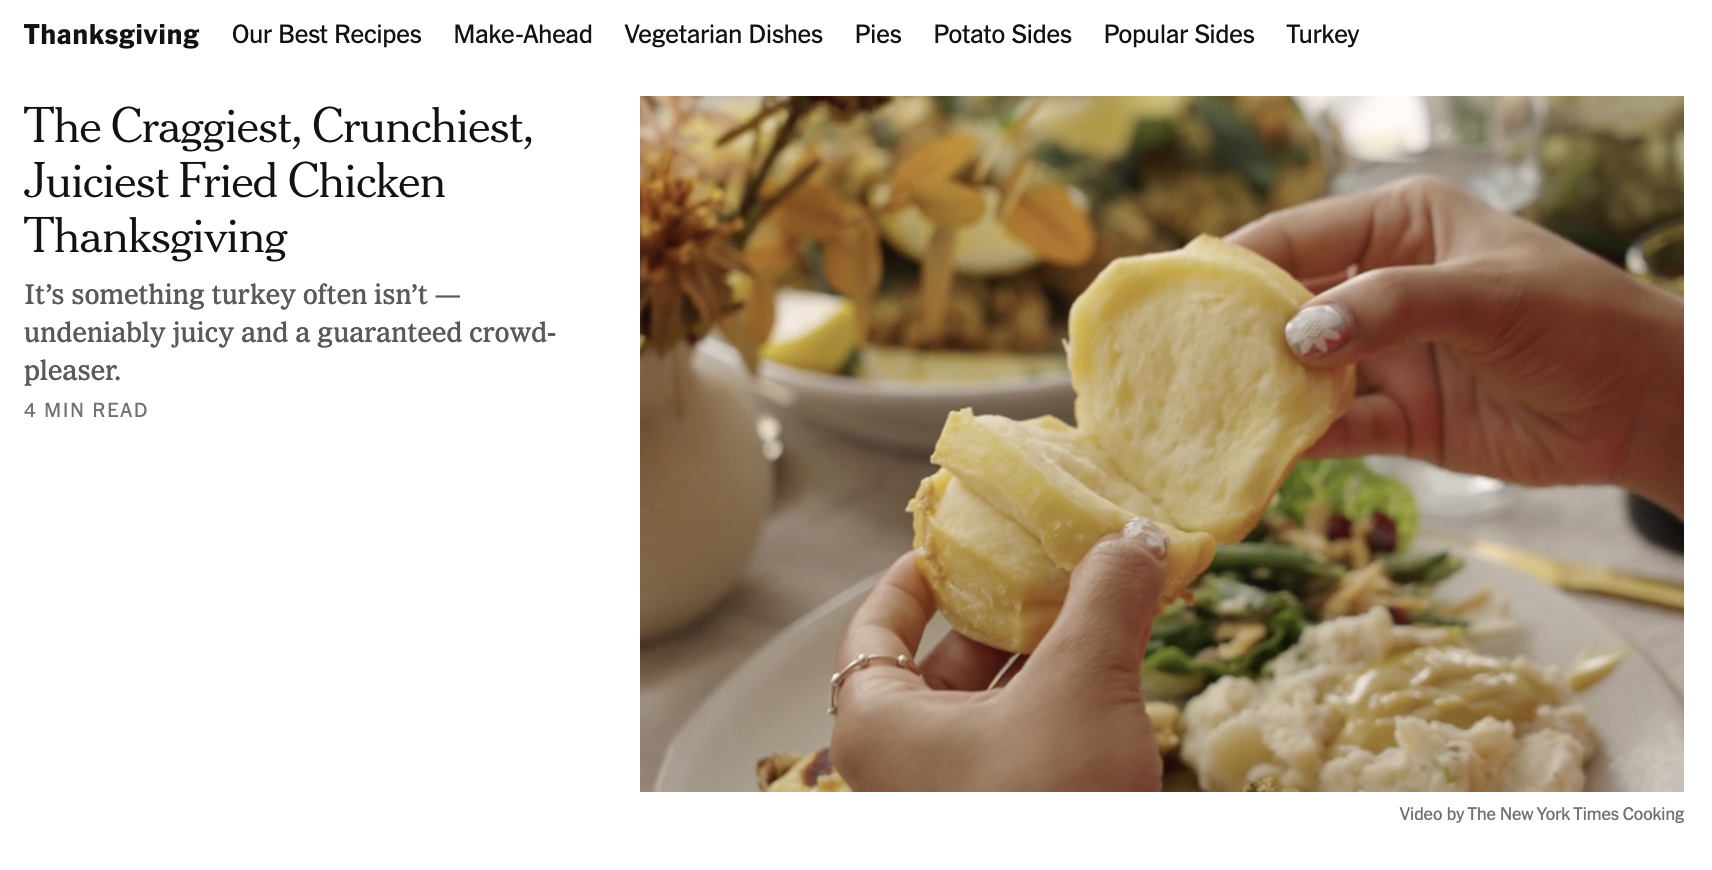 Thanksgiving Our Best Recipes Make-Ahead Vegetarian Dishes Pies Potato Sides Popular Sides Turkey
The Craggiest, Crunchiest,
Juiciest Fried Chicken
Thanksgiving
It’s something turkey often isn’t —
undeniably juicy and a guaranteed crowd-
pleaser.
4 MIN READ
Video by The New York Times Cooking